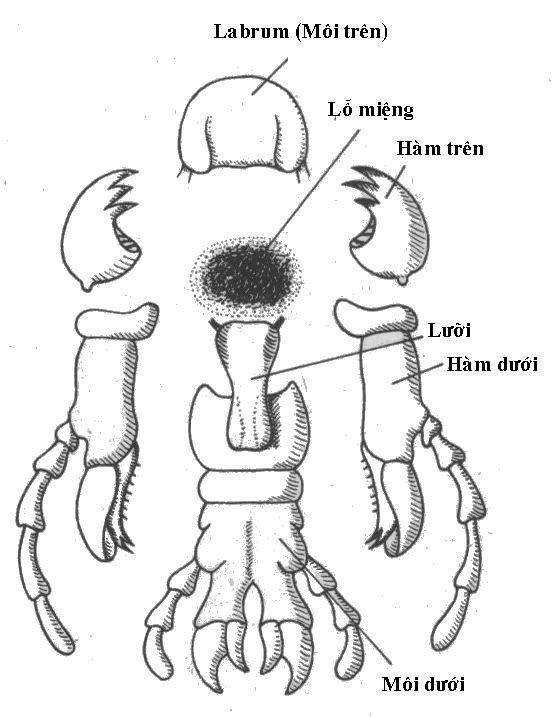 Labrum (Môi trên)
Lỗ miệng
Hàm trên
Lưỡi
Hàm dưới
Môi dưới